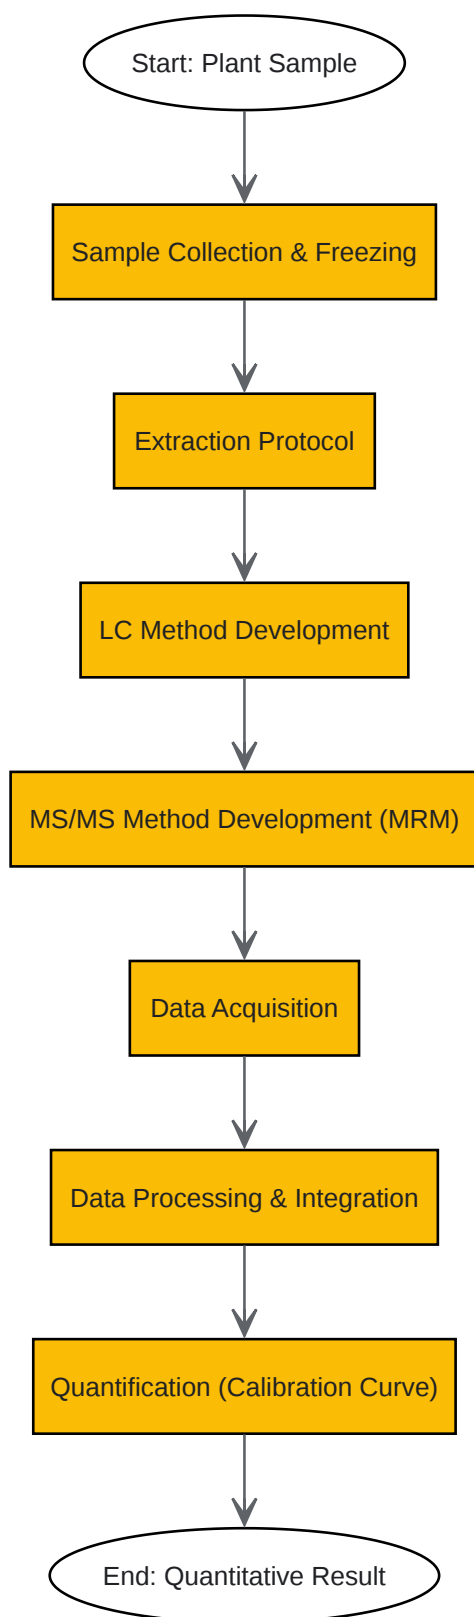 Start: Plant Sample
Sample Collection & Freezing
Extraction Protocol
LC Method Development
MS/MS Method Development (MRM)
Data Acquisition
Data Processing & Integration
Quantification (Calibration Curve)
End: Quantitative Result